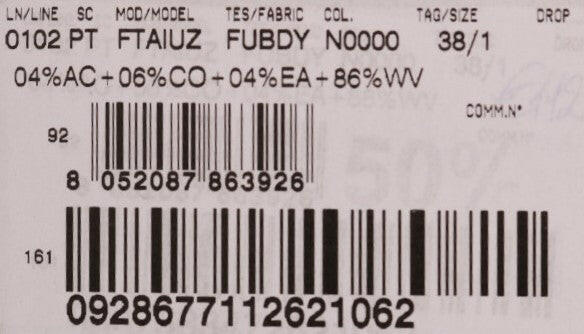 LN/LINE SC MOD/MODEL TES/FABRIC COL. TAG/SIZE DROP
0102 PT FTAIUZ FUBDY N0000 38/1
04%AC+06%CO+04%EA+86%WV
COMM.N°
92
8 052087 863926
161
0928677112621062